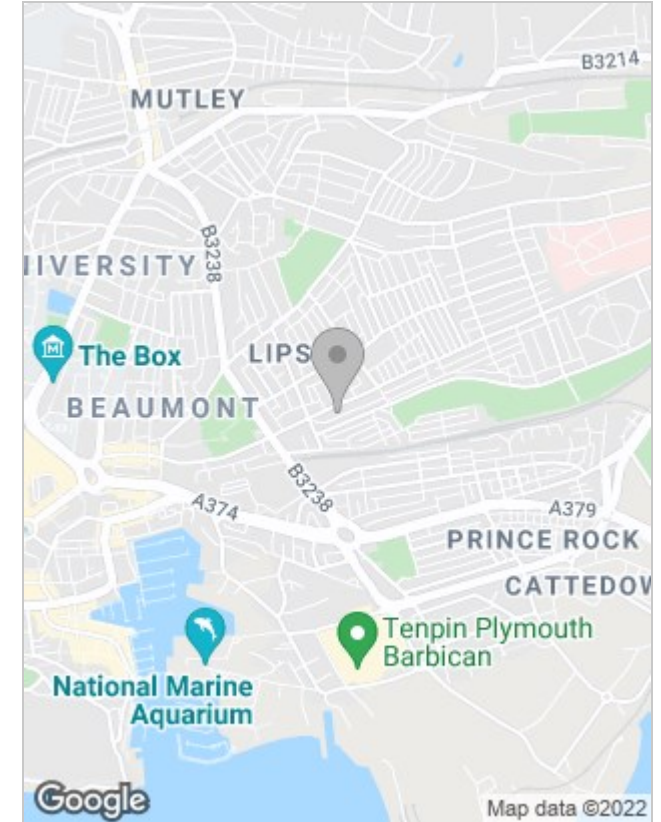 B3214
MUTLEY
IIVERSITY
B3238
The Box
LIPS
BEAUMONT
B3238
A374
A379
PRINCE ROCK
CATTEDOW
Tenpin Plymouth
Barbican
National Marine
Aquarium
Google
Map data ©2022